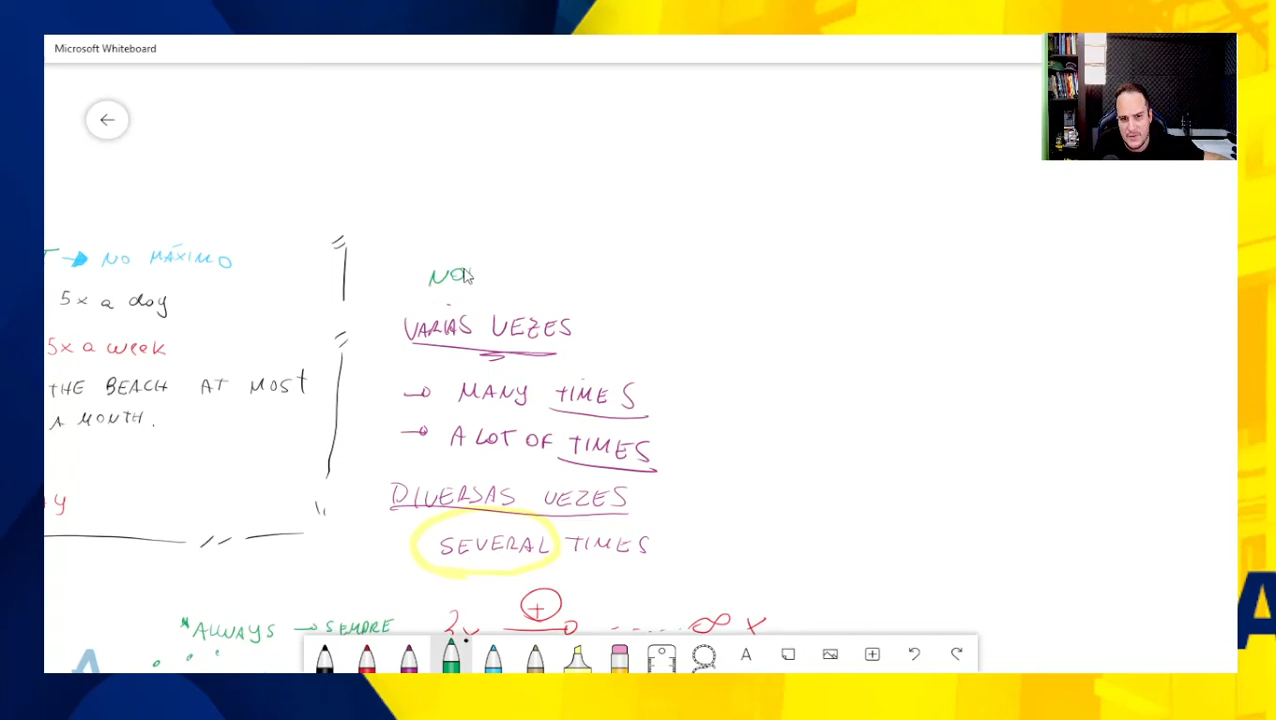 Microsoft Whiteboard
→ NO MÁXIMO
5x a day
5x a week
THE BEACH AT MOST
A MONTH.
NO
VARIAS VEZES
→ MANY TIMES
→ A LOT OF TIMES
DIVERSAS VEZES
SEVERAL TIMES
+
*ALWAYS → SEMPRE
∞ x
A